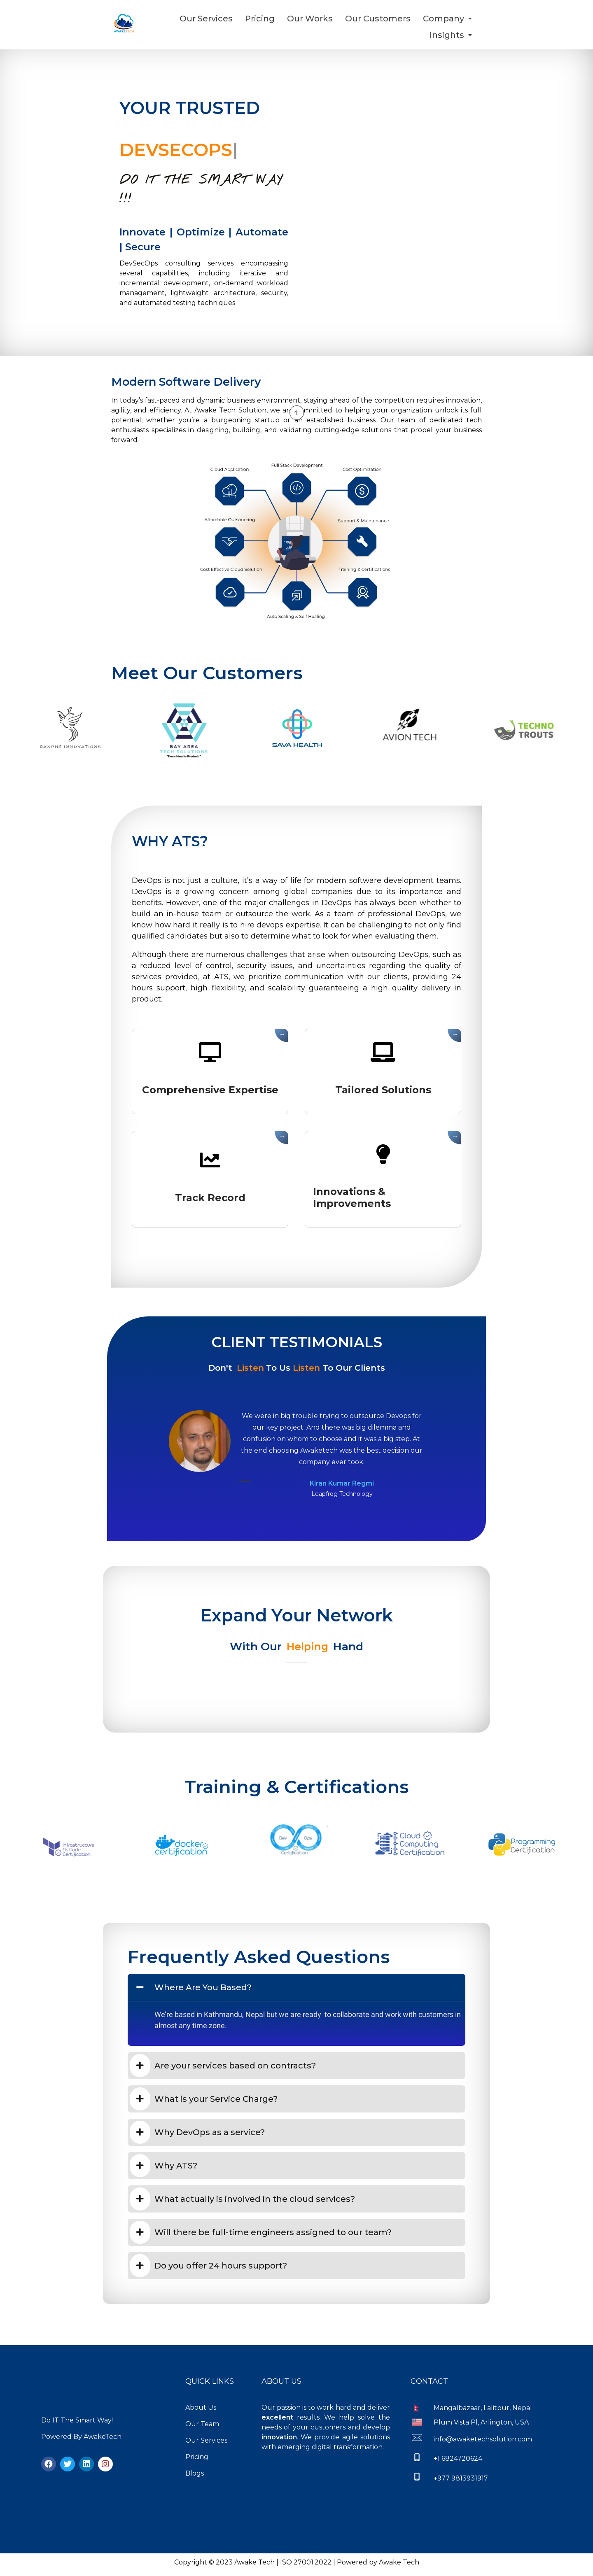 AWAKETECH
Our Services
Pricing
Our Works
Our Customers
Company
Insights
YOUR TRUSTED
DEVSECOPS|
DO IT THE SMART WAY
!!!
Innovate | Optimize | Automate
| Secure
DevSecOps consulting services encompassing
several capabilities, including iterative and
incremental development, on-demand workload
management, lightweight architecture, security,
and automated testing techniques
Modern Software Delivery
In today's fast-paced and dynamic business environment, staying ahead of the competition requires innovation,
agility, and efficiency. At Awake Tech Solution, we are committed to helping your organization unlock its full
potential, whether you're a burgeoning startup or an established business. Our team of dedicated tech
enthusiasts specializes in designing, building, and validating cutting-edge solutions that propel your business
forward.
Cloud Application
Full Stack Development
Cost Optimization
Affordable Outsourcing
Support & Maintenance
Cost Effective Cloud Solution
Training & Certifications
Auto Scaling & Self Healing
Meet Our Customers
DANPHE INNOVATIONS
BAY AREA
TECH SOLUTIONS
"From Idea to Product."
SAVA HEALTH
AVION TECH
TECHNO
TROUTS
WHY ATS?
DevOps is not just a culture, it's a way of life for modern software development teams.
DevOps is a growing concern among global companies due to its importance and
benefits. However, one of the major challenges in DevOps has always been whether to
build an in-house team or outsource the work. As a team of professional DevOps, we
know how hard it really is to hire devops expertise. It can be challenging to not only find
qualified candidates but also to determine what to look for when evaluating them.
Although there are numerous challenges that arise when outsourcing DevOps, such as
a reduced level of control, security issues, and uncertainties regarding the quality of
services provided, at ATS, we prioritize communication with our clients, providing 24
hours support, high flexibility, and scalability guaranteeing a high quality delivery in
product.
Comprehensive Expertise
Tailored Solutions
Track Record
Innovations &
Improvements
CLIENT TESTIMONIALS
Don't Listen To Us Listen To Our Clients
We were in big trouble trying to outsource Devops for
our key project. And there was big dilemma and
confusion on whom to choose and it was a big step. At
the end choosing Awaketech was the best decision our
company ever took.
Kiran Kumar Regmi
Leapfrog Technology
Expand Your Network
With Our Helping Hand
Training & Certifications
Infrastructure
As Code
Certification
docker
certification
Dev Ops
Certification
Cloud
Computing
Certification
Programming
Certification
Frequently Asked Questions
Where Are You Based?
We're based in Kathmandu, Nepal but we are ready to collaborate and work with customers in
almost any time zone.
Are your services based on contracts?
What is your Service Charge?
Why DevOps as a service?
Why ATS?
What actually is involved in the cloud services?
Will there be full-time engineers assigned to our team?
Do you offer 24 hours support?
Do IT The Smart Way!
Powered By AwakeTech
QUICK LINKS
About Us
Our Team
Our Services
Pricing
Blogs
ABOUT US
Our passion is to work hard and deliver
excellent results. We help solve the
needs of your customers and develop
innovation. We provide agile solutions
with emerging digital transformation.
CONTACT
Mangalbazaar, Lalitpur, Nepal
Plum Vista Pl, Arlington, USA
info@awaketechsolution.com
+1 6824720624
+977 9813931917
Copyright © 2023 Awake Tech | ISO 27001:2022 | Powered by Awake Tech